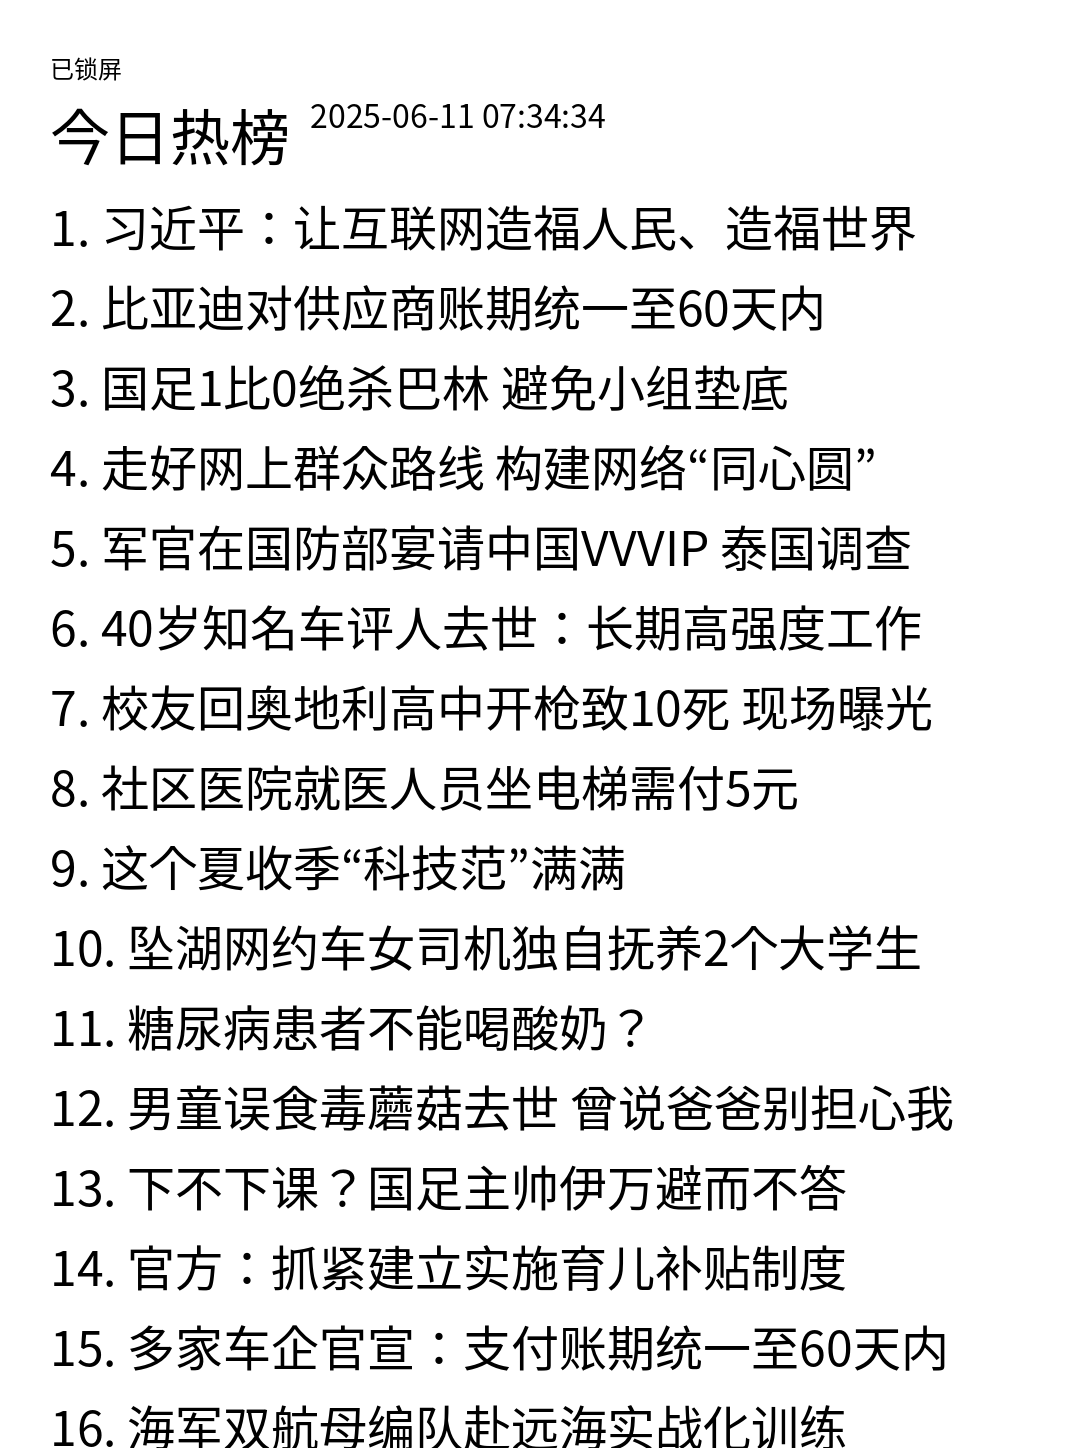 已锁屏
今日热榜 2025-06-11 07:34:34
1. 习近平：让互联网造福人民、造福世界
2. 比亚迪对供应商账期统一至60天内
3. 国足1比0绝杀巴林 避免小组垫底
4. 走好网上群众路线 构建网络“同心圆”
5. 军官在国防部宴请中国VVVIP 泰国调查
6. 40岁知名车评人去世：长期高强度工作
7. 校友回奥地利高中开枪致10死 现场曝光
8. 社区医院就医人员坐电梯需付5元
9. 这个夏收季“科技范”满满
10. 坠湖网约车女司机独自抚养2个大学生
11. 糖尿病患者不能喝酸奶？
12. 男童误食毒蘑菇去世 曾说爸爸别担心我
13. 下不下课？国足主帅伊万避而不答
14. 官方：抓紧建立实施育儿补贴制度
15. 多家车企官宣：支付账期统一至60天内
16. 海军双航母编队赴远海实战化训练